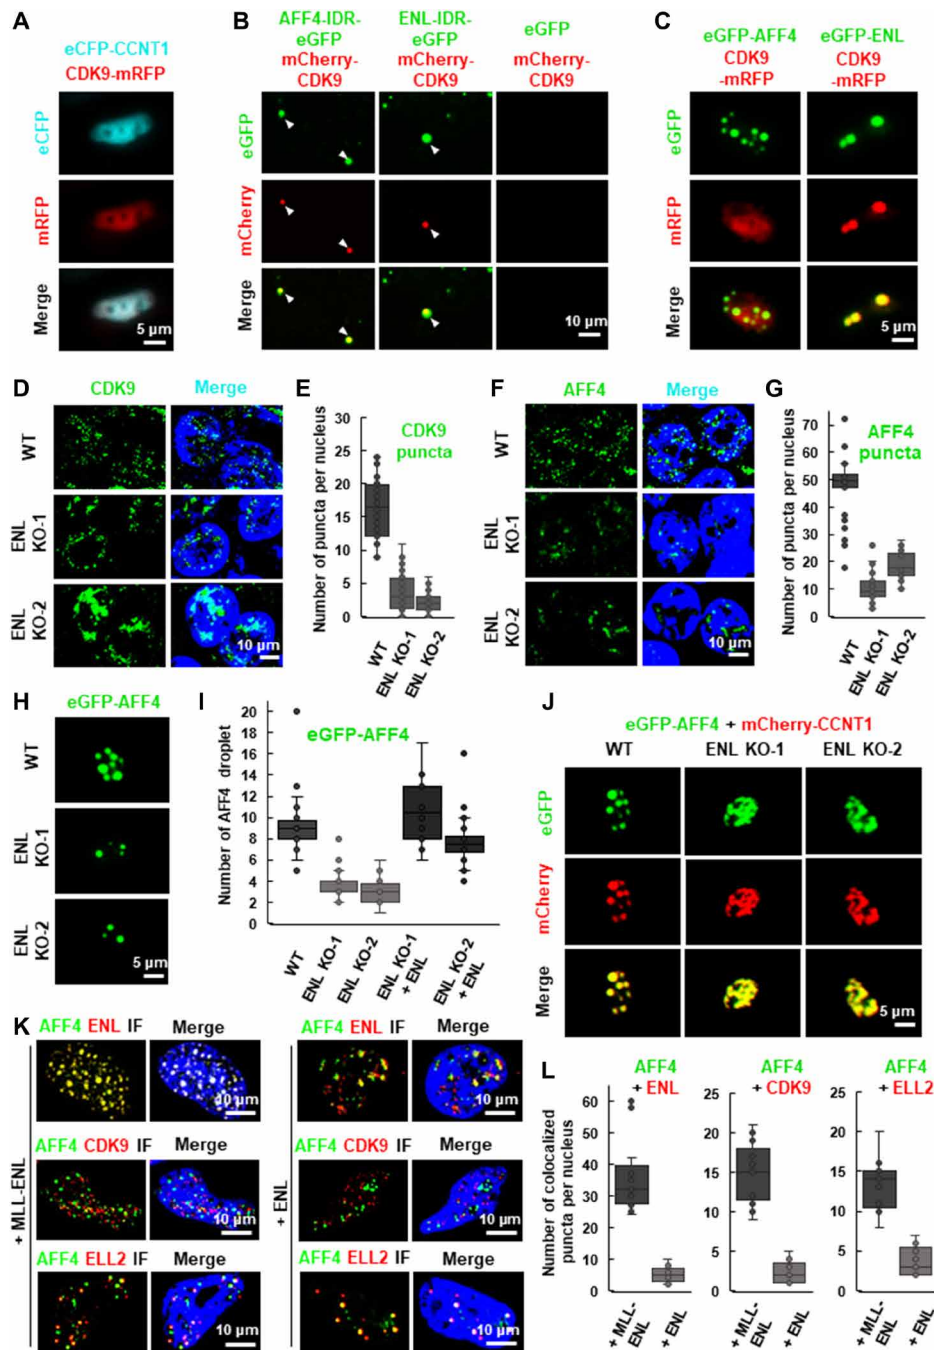 A
eCFP-CCNT1
CDK9-mRFP
eCFP
mRFP
Merge
5 µm
B
AFF4-IDR-
eGFP
mCherry-
CDK9
ENL-IDR-
eGFP
mCherry-
CDK9
eGFP
mCherry-
CDK9
eGFP
mCherry
Merge
10 µm
C
eGFP-AFF4
CDK9
-mRFP
eGFP-ENL
CDK9
-mRFP
eGFP
mRFP
Merge
5 µm
D
CDK9
Merge
WT
ENL
KO-1
ENL
KO-2
10 µm
E
Number of puncta per nucleus
30
25
20
15
10
5
0
CDK9
puncta
WT
ENL KO-1
ENL KO-2
F
AFF4
Merge
WT
ENL
KO-1
ENL
KO-2
10 µm
G
Number of puncta per nucleus
70
60
50
40
30
20
10
0
AFF4
puncta
WT
ENL KO-1
ENL KO-2
H
eGFP-AFF4
WT
ENL
KO-1
ENL
KO-2
5 µm
I
Number of AFF4 droplet
20
18
16
14
12
10
8
6
4
2
0
eGFP-AFF4
WT
ENL KO-1
ENL KO-2
ENL KO-1
+ ENL
ENL KO-2
+ ENL
J
eGFP-AFF4 + mCherry-CCNT1
WT
ENL KO-1
ENL KO-2
eGFP
mCherry
Merge
5 µm
K
+ MLL-ENL
AFF4 ENL IF
Merge
10 µm
AFF4 CDK9 IF
Merge
10 µm
AFF4 ELL2 IF
Merge
10 µm
+ ENL
AFF4 ENL IF
Merge
10 µm
AFF4 CDK9 IF
Merge
10 µm
AFF4 ELL2 IF
Merge
10 µm
L
Number of colocalized
puncta per nucleus
AFF4
+ ENL
70
60
50
40
30
20
10
0
+ MLL-
ENL
+ ENL
AFF4
+ CDK9
25
20
15
10
5
0
+ MLL-
ENL
+ ENL
AFF4
+ ELL2
25
20
15
10
5
0
+ MLL-
ENL
+ ENL